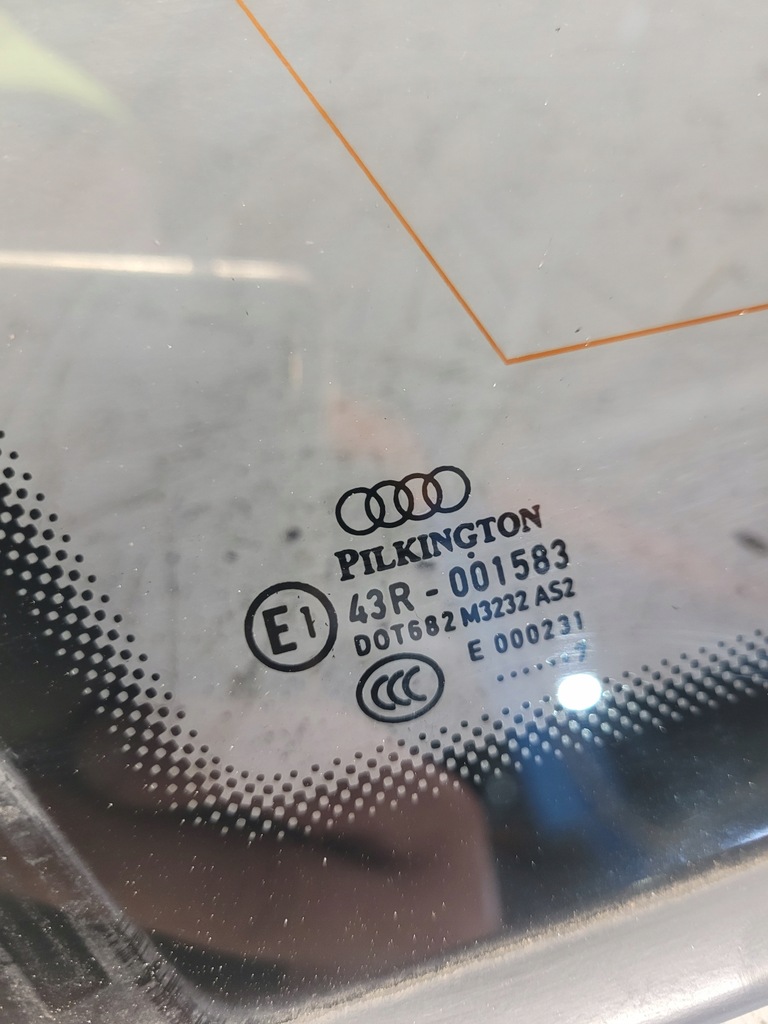 PILKINGTON
E1
43R - 001583
DOT682 M3232 AS2
E 000231
CCC